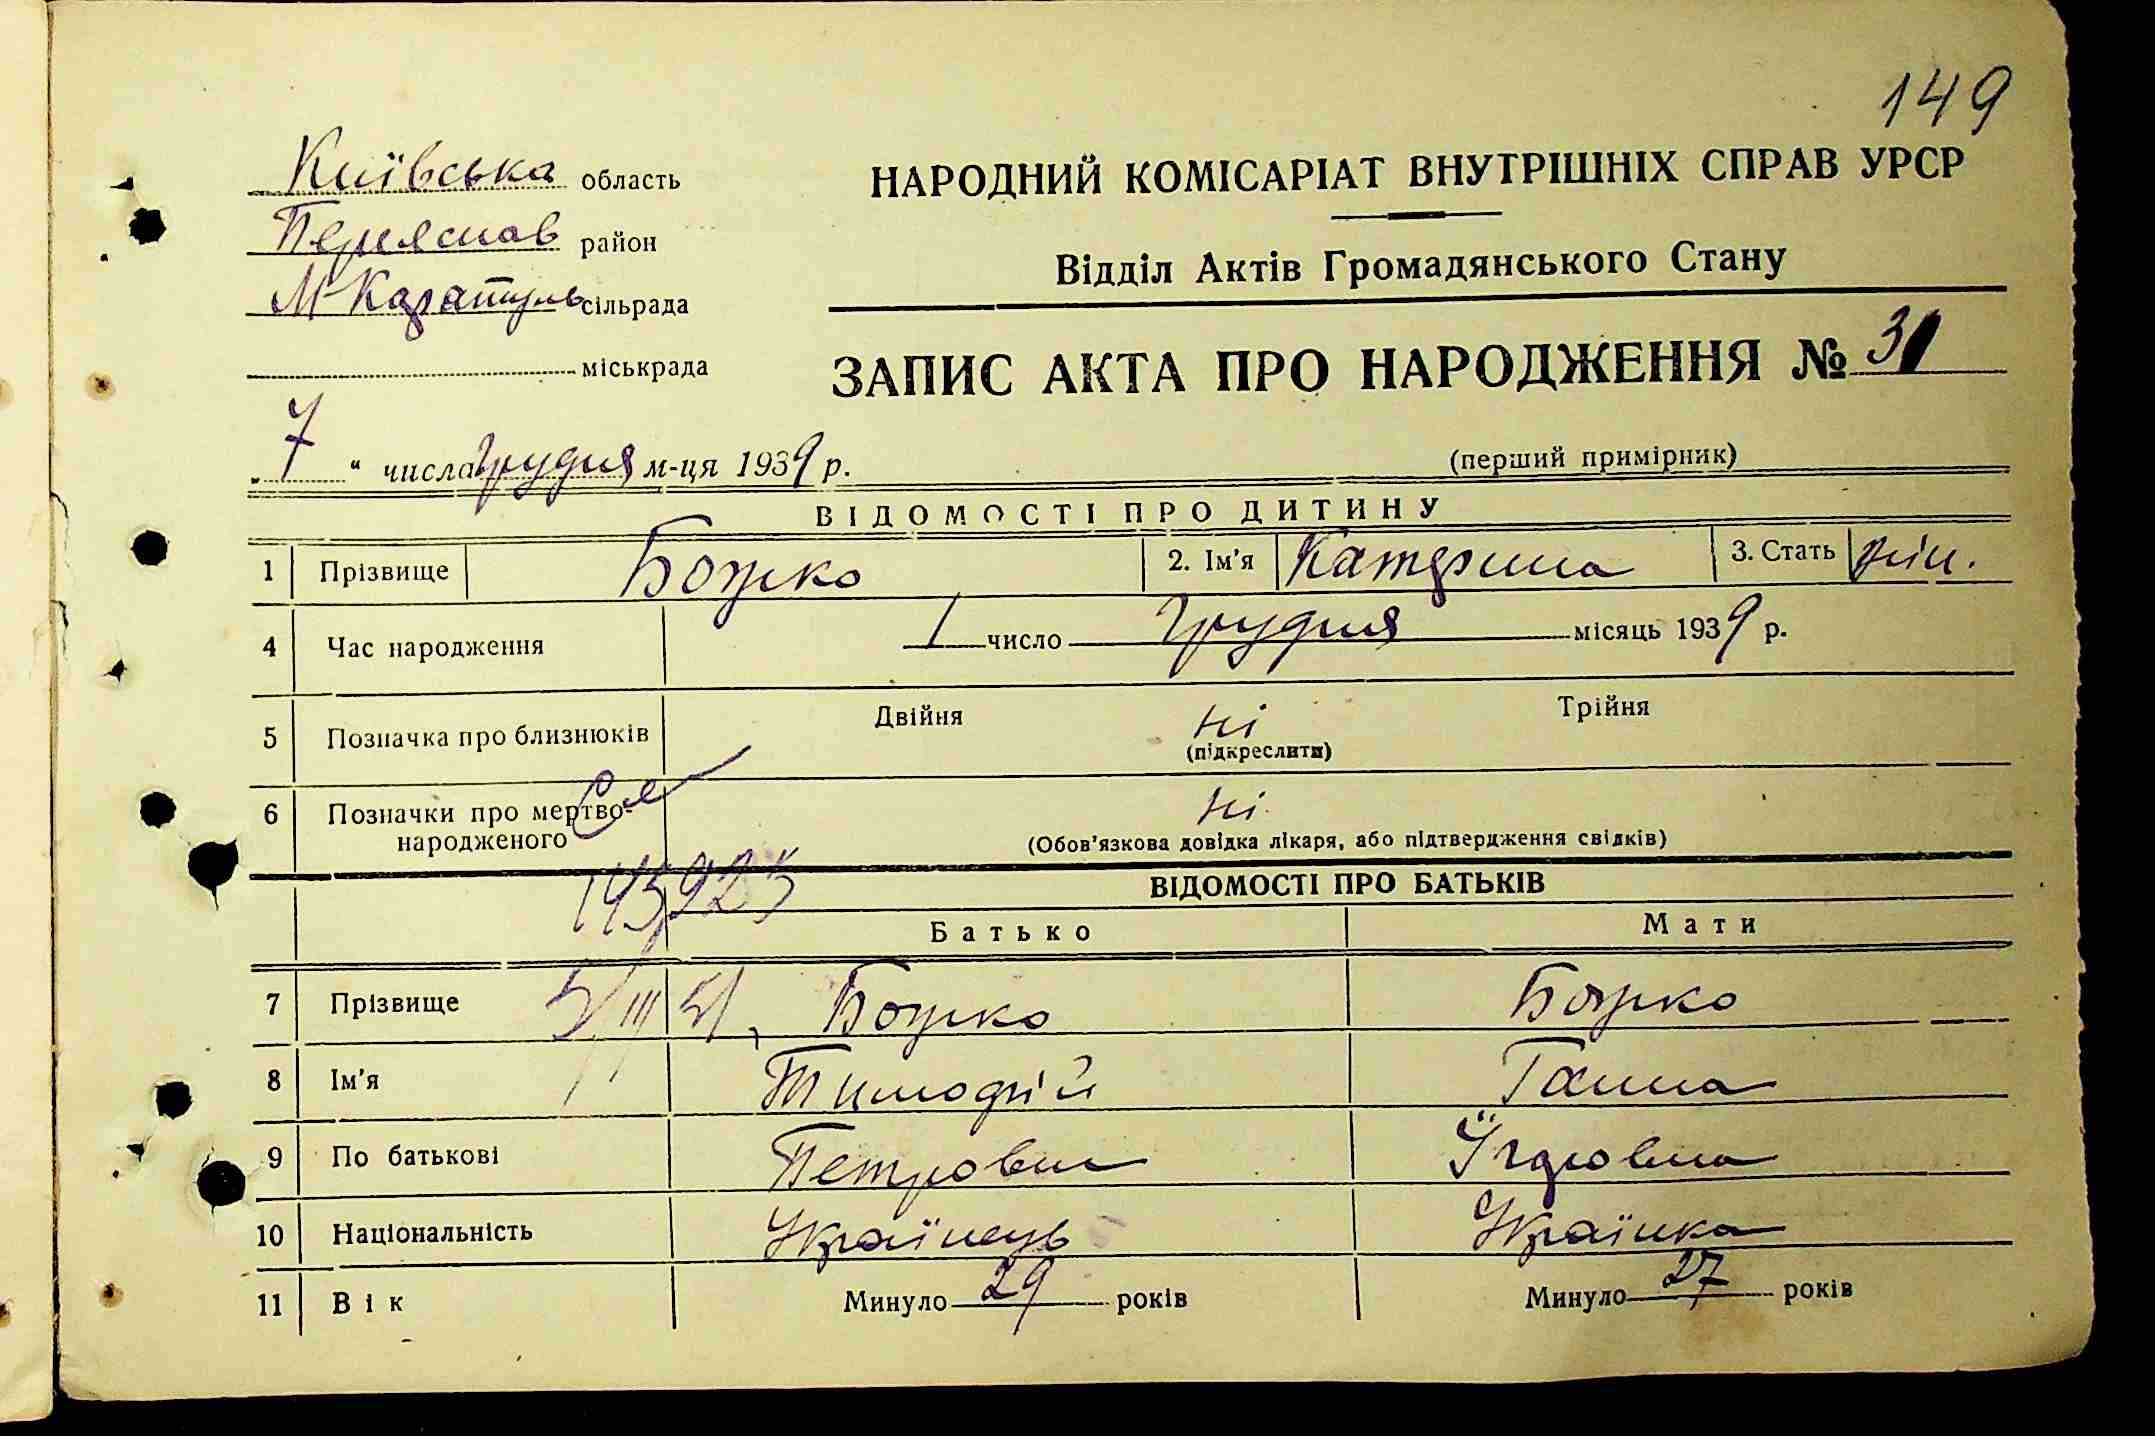 149
Київська область
Переяслав район
М-Каратуль сільрада
міськрада
НАРОДНИЙ КОМІСАРІАТ ВНУТРІШНІХ СПРАВ УРСР
Відділ Актів Громадянського Стану
ЗАПИС АКТА ПРО НАРОДЖЕННЯ № 31
„7“ числа грудня м-ця 1939 р.
(перший примірник)
ВІДОМОСТІ ПРО ДИТИНУ
1 Прізвище Божко 2. Ім'я Катерина 3. Стать жін.
4 Час народження 1 число грудня місяць 1939 р.
5 Позначка про близнюків Двійня ні Трійня
(підкреслити)
6 Позначки про мертво-народженого ні
(Обов'язкова довідка лікаря, або підтвердження свідків)
ВІДОМОСТІ ПРО БАТЬКІВ
Батько Мати
7 Прізвище Божко Божко
8 Ім'я Тимофій Ганна
9 По батькові Петрович
10 Національність Українець Українка
11 Вік Минуло 29 років Минуло 27 років